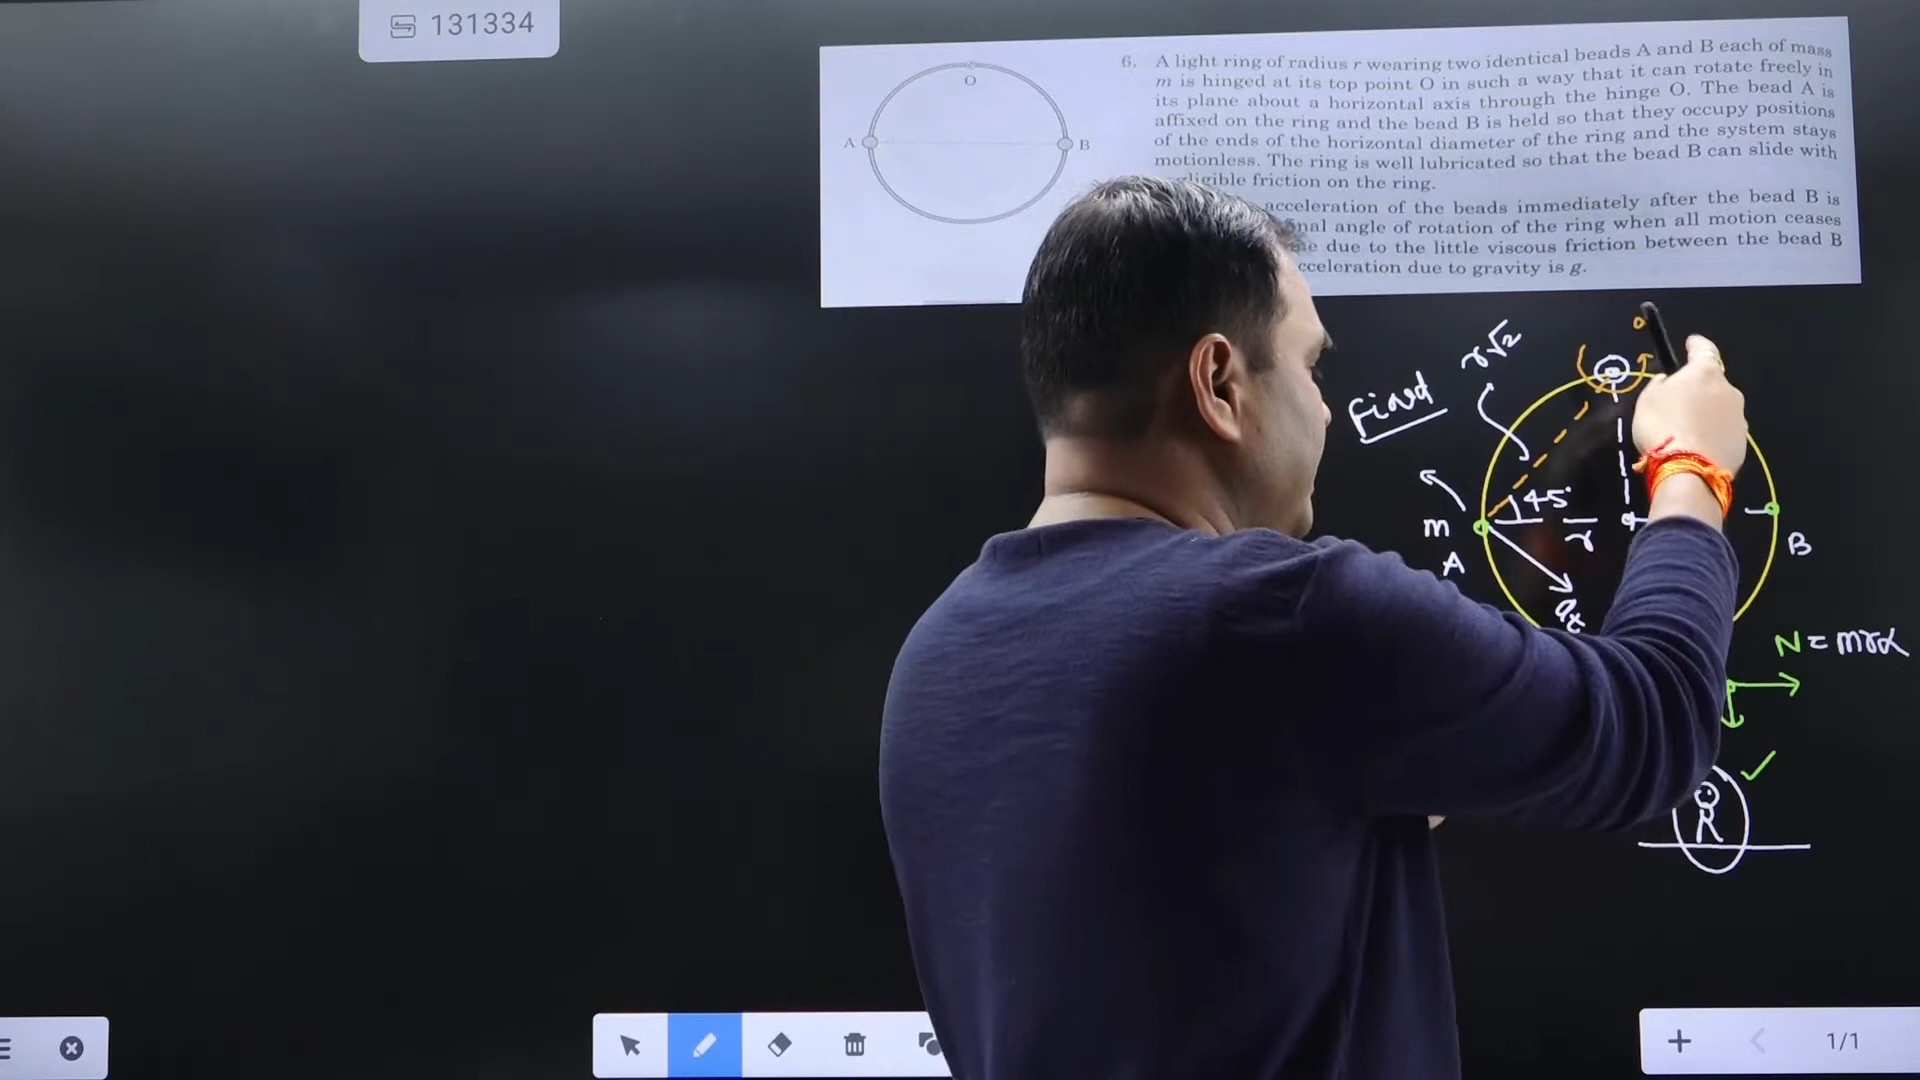 131334
O
A
B
6. A light ring of radius r wearing two identical beads A and B each of mass
m is hinged at its top point O in such a way that it can rotate freely in
its plane about a horizontal axis through the hinge O. The bead A is
affixed on the ring and the bead B is held so that they occupy positions
of the ends of the horizontal diameter of the ring and the system stays
motionless. The ring is well lubricated so that the bead B can slide with
friction on the ring.
acceleration of the beads immediately after the bead B is
angle of rotation of the ring when all motion ceases
due to the little viscous friction between the bead B
acceleration due to gravity is g.
Find
r√2
m
A
45°
r
B
a_t
N = mrα
1/1